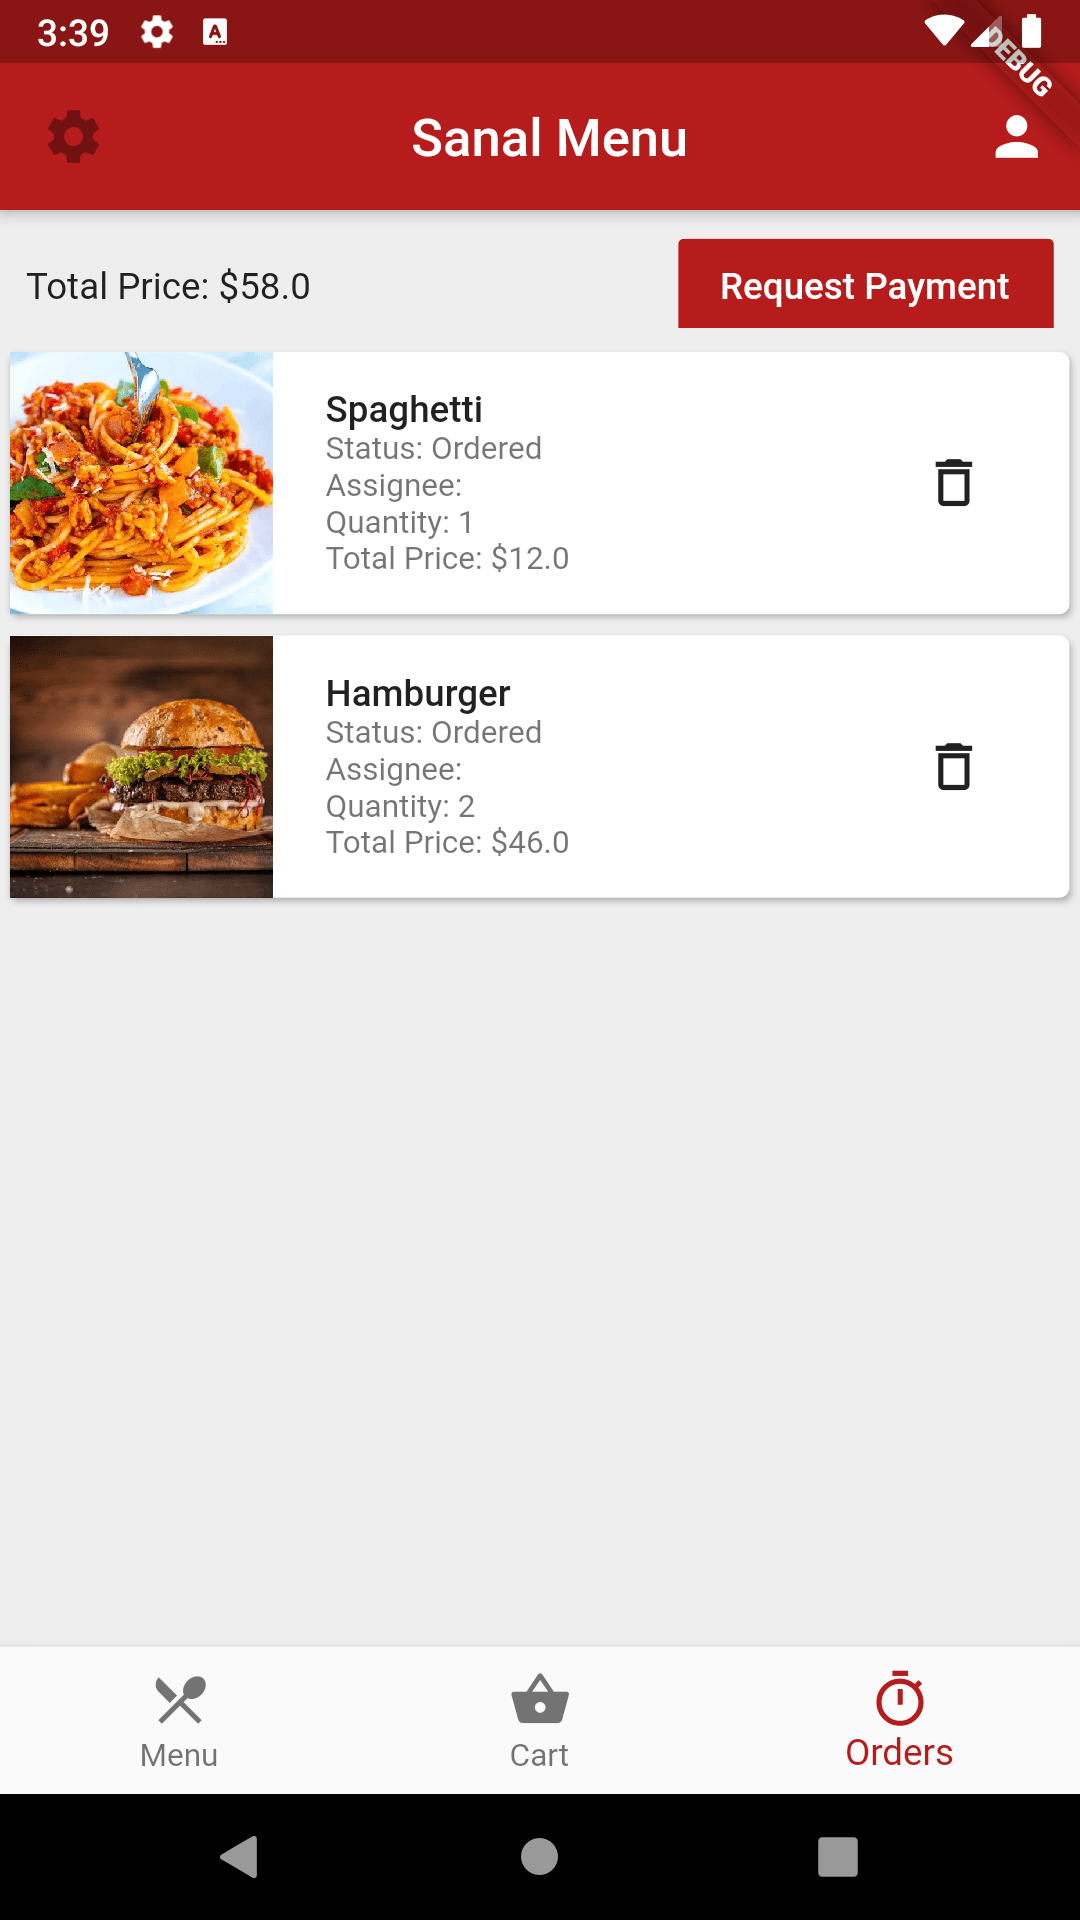 3:39
A
DEBUG
Sanal Menu
Total Price: $58.0
Request Payment
Spaghetti
Status: Ordered
Assignee:
Quantity: 1
Total Price: $12.0
Hamburger
Status: Ordered
Assignee:
Quantity: 2
Total Price: $46.0
Menu
Cart
Orders